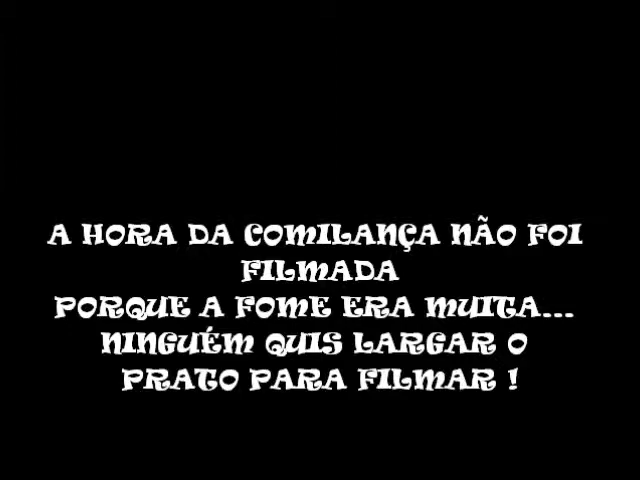 A HORA DA COMILANÇA NÃO FOI
FILMADA
PORQUE A FOME ERA MUITA...
NINGUÉM QUIS LARGAR O
PRATO PARA FILMAR !